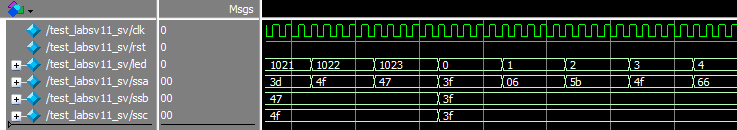 Msgs
/test_labsv11_sv/clk 0
/test_labsv11_sv/rst 0
/test_labsv11_sv/led 0 1021 1022 1023 0 1 2 3 4
/test_labsv11_sv/ssa 00 3d 4f 47 3f 06 5b 4f 66
/test_labsv11_sv/ssb 00 47 3f
/test_labsv11_sv/ssc 00 4f 3f